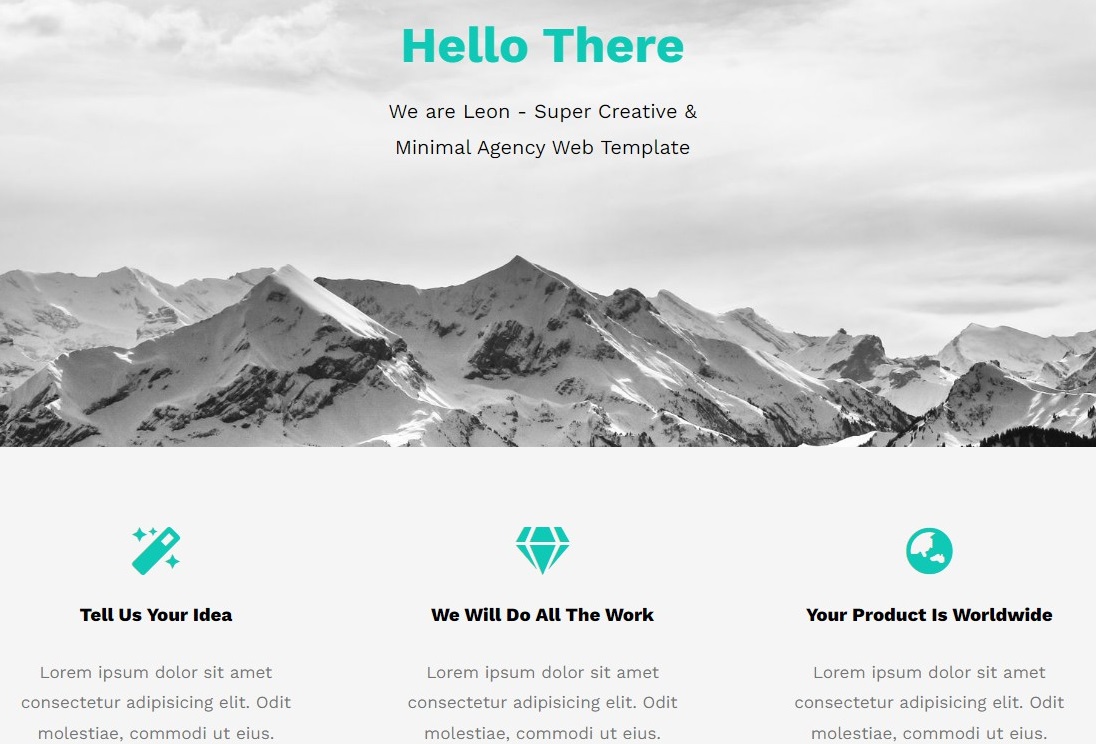 Hello There
We are Leon - Super Creative &
Minimal Agency Web Template
Tell Us Your Idea
Lorem ipsum dolor sit amet
consectetur adipisicing elit. Odit
molestiae, commodi ut eius.
We Will Do All The Work
Lorem ipsum dolor sit amet
consectetur adipisicing elit. Odit
molestiae, commodi ut eius.
Your Product Is Worldwide
Lorem ipsum dolor sit amet
consectetur adipisicing elit. Odit
molestiae, commodi ut eius.